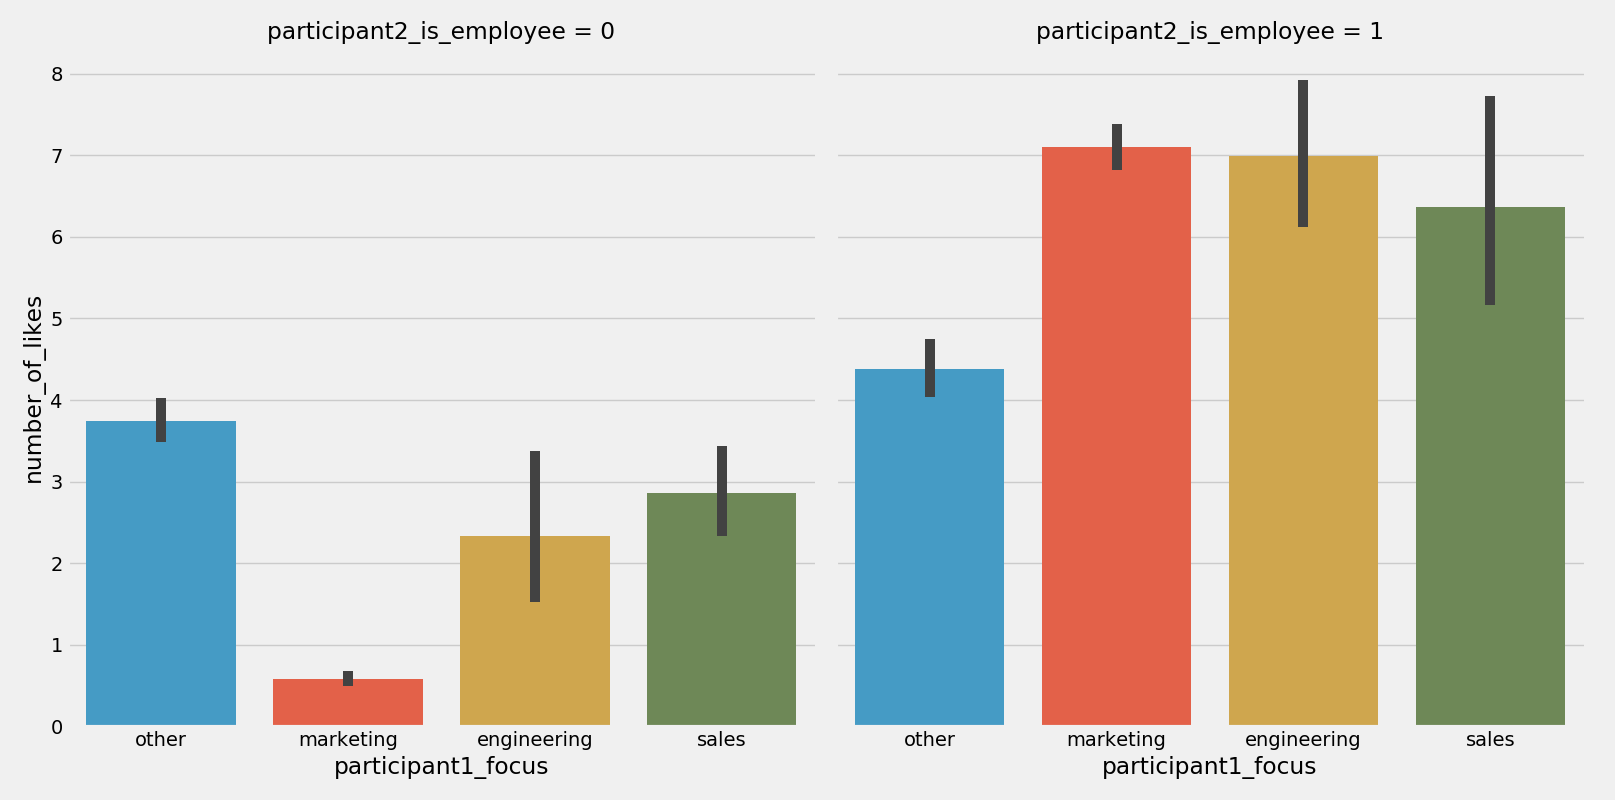 participant2_is_employee = 0
participant2_is_employee = 1
number_of_likes
8
7
6
5
4
3
2
1
0
other marketing engineering sales
other marketing engineering sales
participant1_focus
participant1_focus